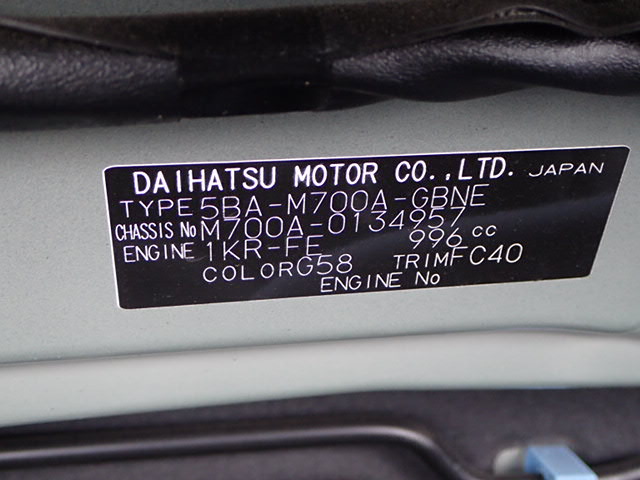 DAIHATSU MOTOR CO.,LTD. JAPAN
TYPE 5BA-M700A-GBNE
CHASSIS No M700A-0134957
ENGINE 1KR-FE 996 cc
COLOR G58 TRIM FC40
ENGINE No